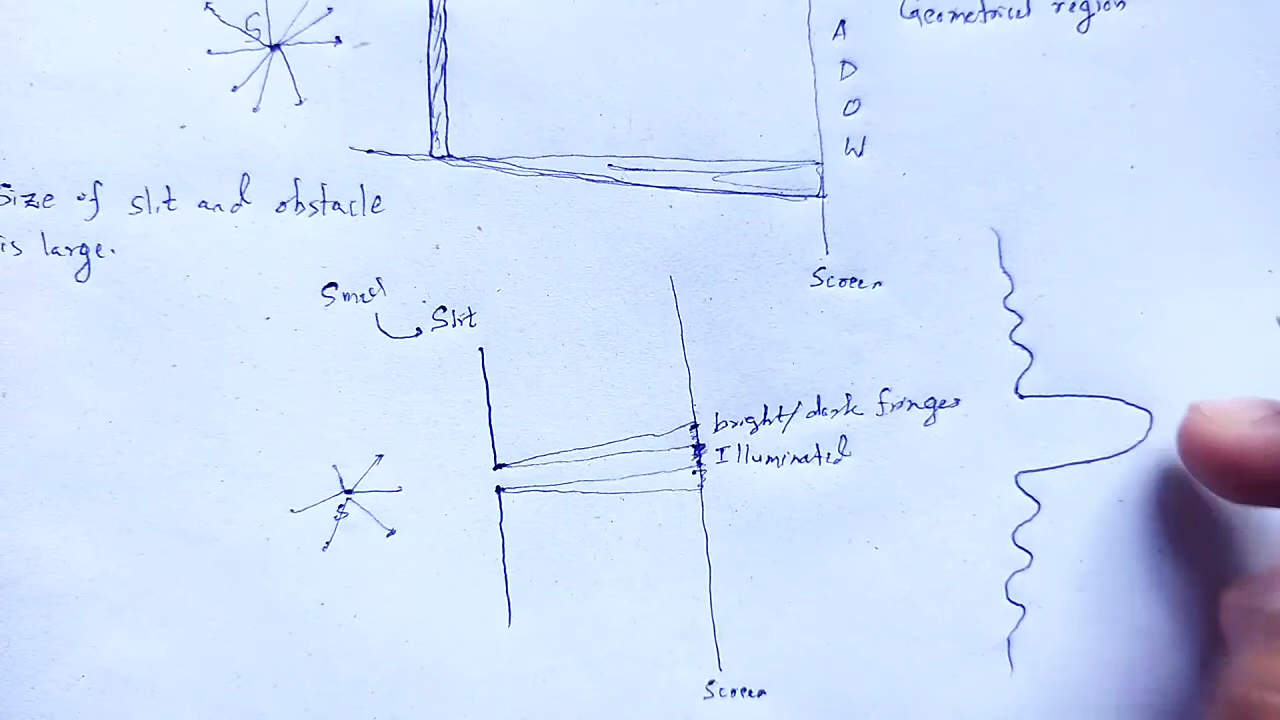 Geometrical region
S
A
D
O
W
Size of slit and obstacle
is large.
Screen
Small
Slit
bright/dark fringes
Illuminated
S
Screen